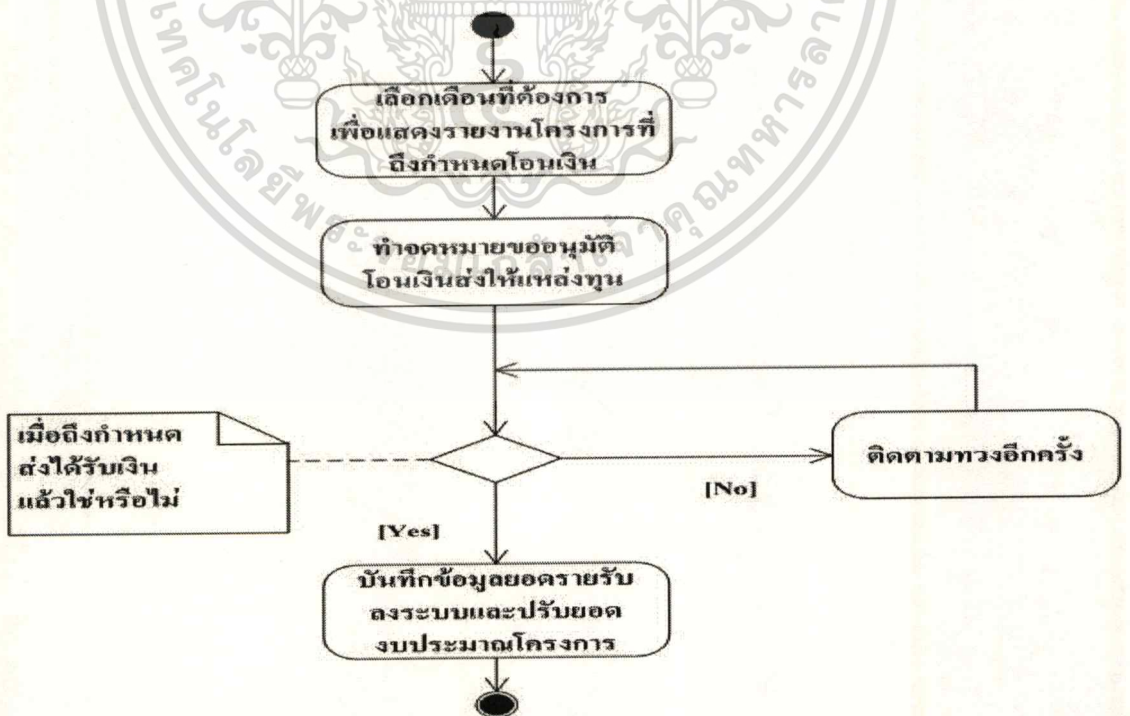 เลือกเดือนที่ต้องการ
เพื่อแสดงรายงานโครงการที่
ถึงกำหนดโอนเงิน
ทำจดหมายขออนุมัติ
โอนเงินส่งให้แหล่งทุน
เมื่อถึงกำหนด
ส่งได้รับเงิน
แล้วใช่หรือไม่
ติดตามทวงอีกครั้ง
[No]
[Yes]
บันทึกข้อมูลยอดรายรับ
ลงระบบและปรับยอด
งบประมาณโครงการ